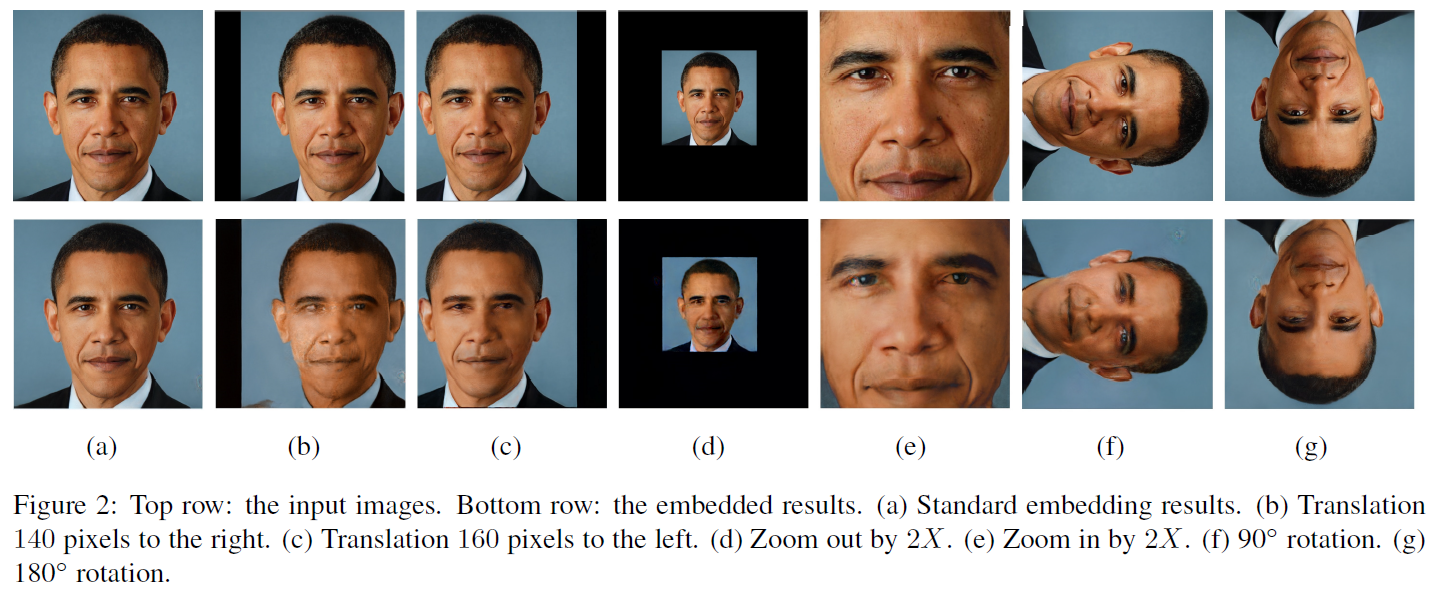 (a) (b) (c) (d) (e) (f) (g)
Figure 2: Top row: the input images. Bottom row: the embedded results. (a) Standard embedding results. (b) Translation
140 pixels to the right. (c) Translation 160 pixels to the left. (d) Zoom out by 2X. (e) Zoom in by 2X. (f) 90° rotation. (g)
180° rotation.